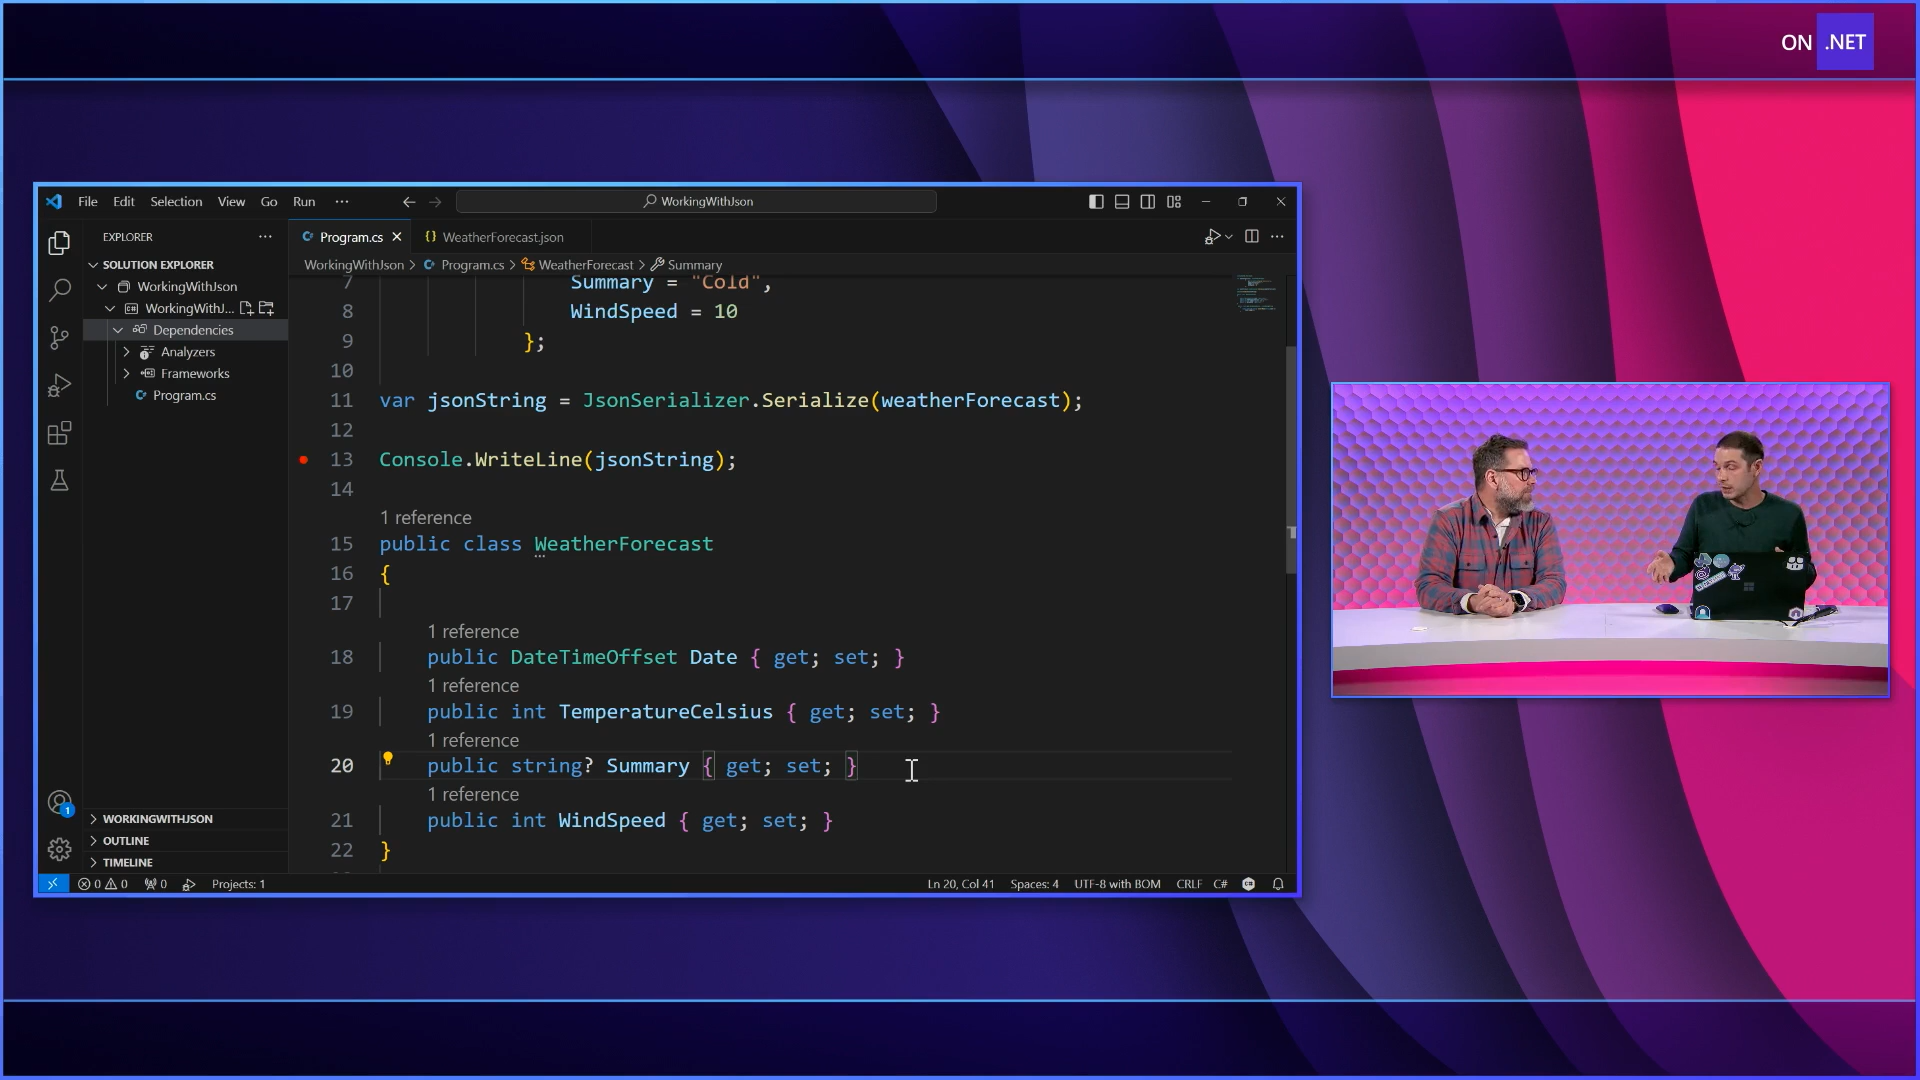 ON .NET
File Edit Selection View Go Run ··· WorkingWithJson
EXPLORER ···
Program.cs
{} WeatherForecast.json
SOLUTION EXPLORER
WorkingWithJson > Program.cs > WeatherForecast > Summary
WorkingWithJson
WorkingWithJ...
Dependencies
Analyzers
Frameworks
Program.cs
7 Summary = "Cold",
8 WindSpeed = 10
9 };
10
11 var jsonString = JsonSerializer.Serialize(weatherForecast);
12
13 Console.WriteLine(jsonString);
14
1 reference
15 public class WeatherForecast
16 {
17
1 reference
18 public DateTimeOffset Date { get; set; }
1 reference
19 public int TemperatureCelsius { get; set; }
1 reference
20 public string? Summary { get; set; }
1 reference
21 public int WindSpeed { get; set; }
22 }
WORKINGWITHJSON
OUTLINE
TIMELINE
1
0 0 0 Projects: 1 Ln 20, Col 41 Spaces: 4 UTF-8 with BOM CRLF C#